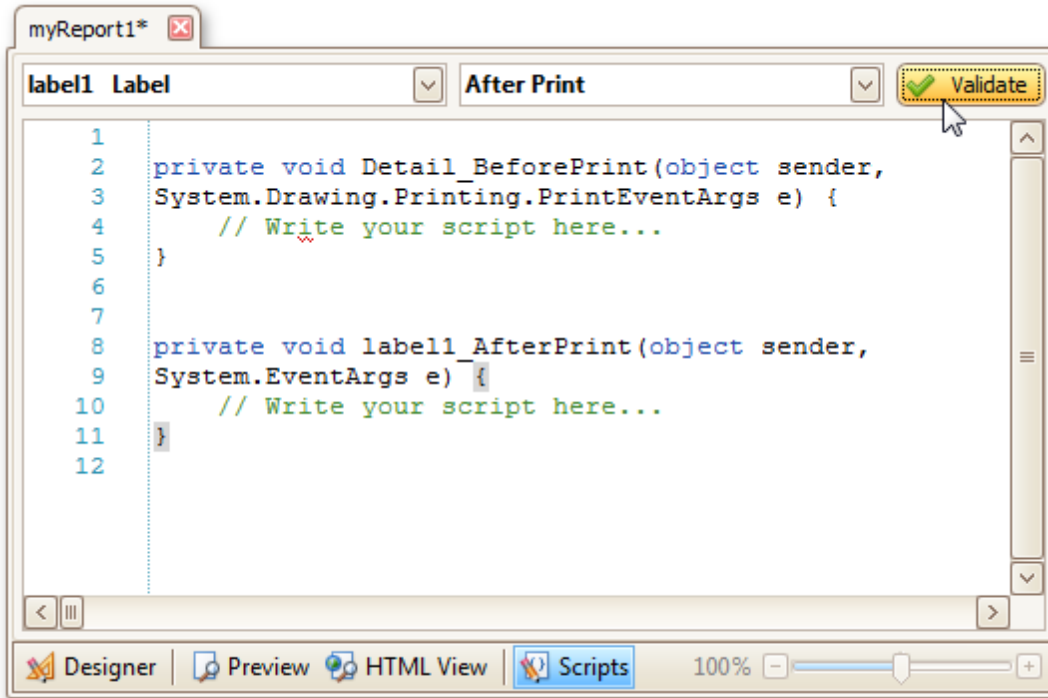 myReport1*
label1 Label After Print Validate
1
2 private void Detail_BeforePrint(object sender,
3 System.Drawing.Printing.PrintEventArgs e) {
4 // Write your script here...
5 }
6
7
8 private void label1_AfterPrint(object sender,
9 System.EventArgs e) {
10 // Write your script here...
11 }
12
Designer Preview HTML View Scripts 100%